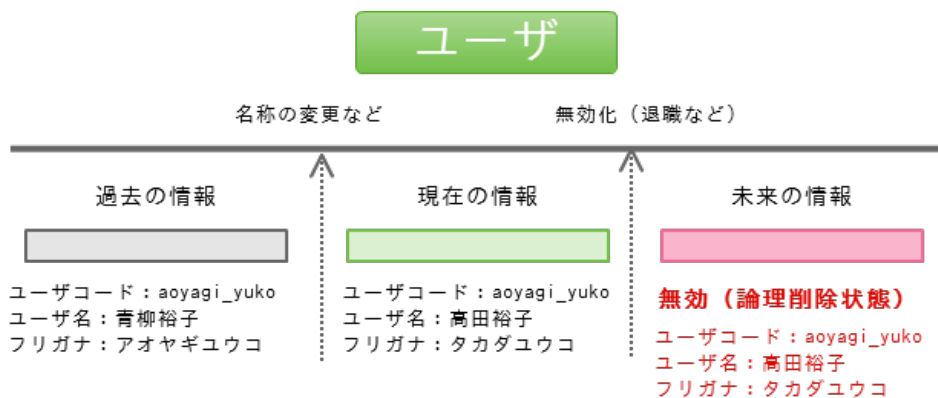 ユーザ
名称の変更など
無効化（退職など）
過去の情報
現在の情報
未来の情報
ユーザコード：aoyagi_yuko
ユーザ名：青柳裕子
フリガナ：アオヤギユウコ
ユーザコード：aoyagi_yuko
ユーザ名：高田裕子
フリガナ：タカダユウコ
無効（論理削除状態）
ユーザコード：aoyagi_yuko
ユーザ名：高田裕子
フリガナ：タカダユウコ